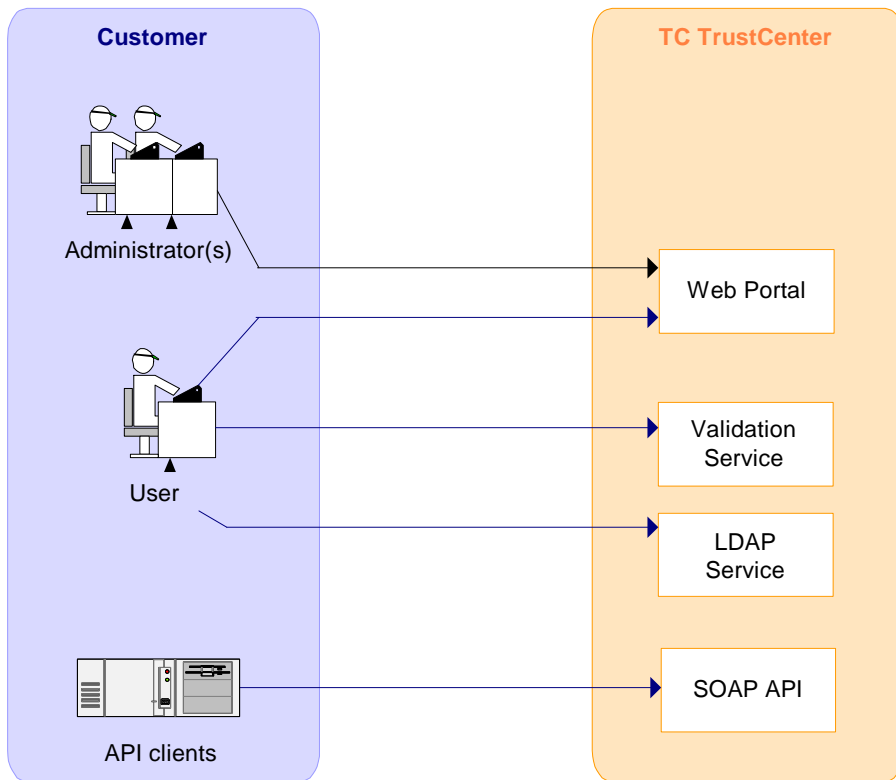 Customer
TC TrustCenter
Administrator(s)
Web Portal
User
Validation
Service
LDAP
Service
SOAP API
API clients